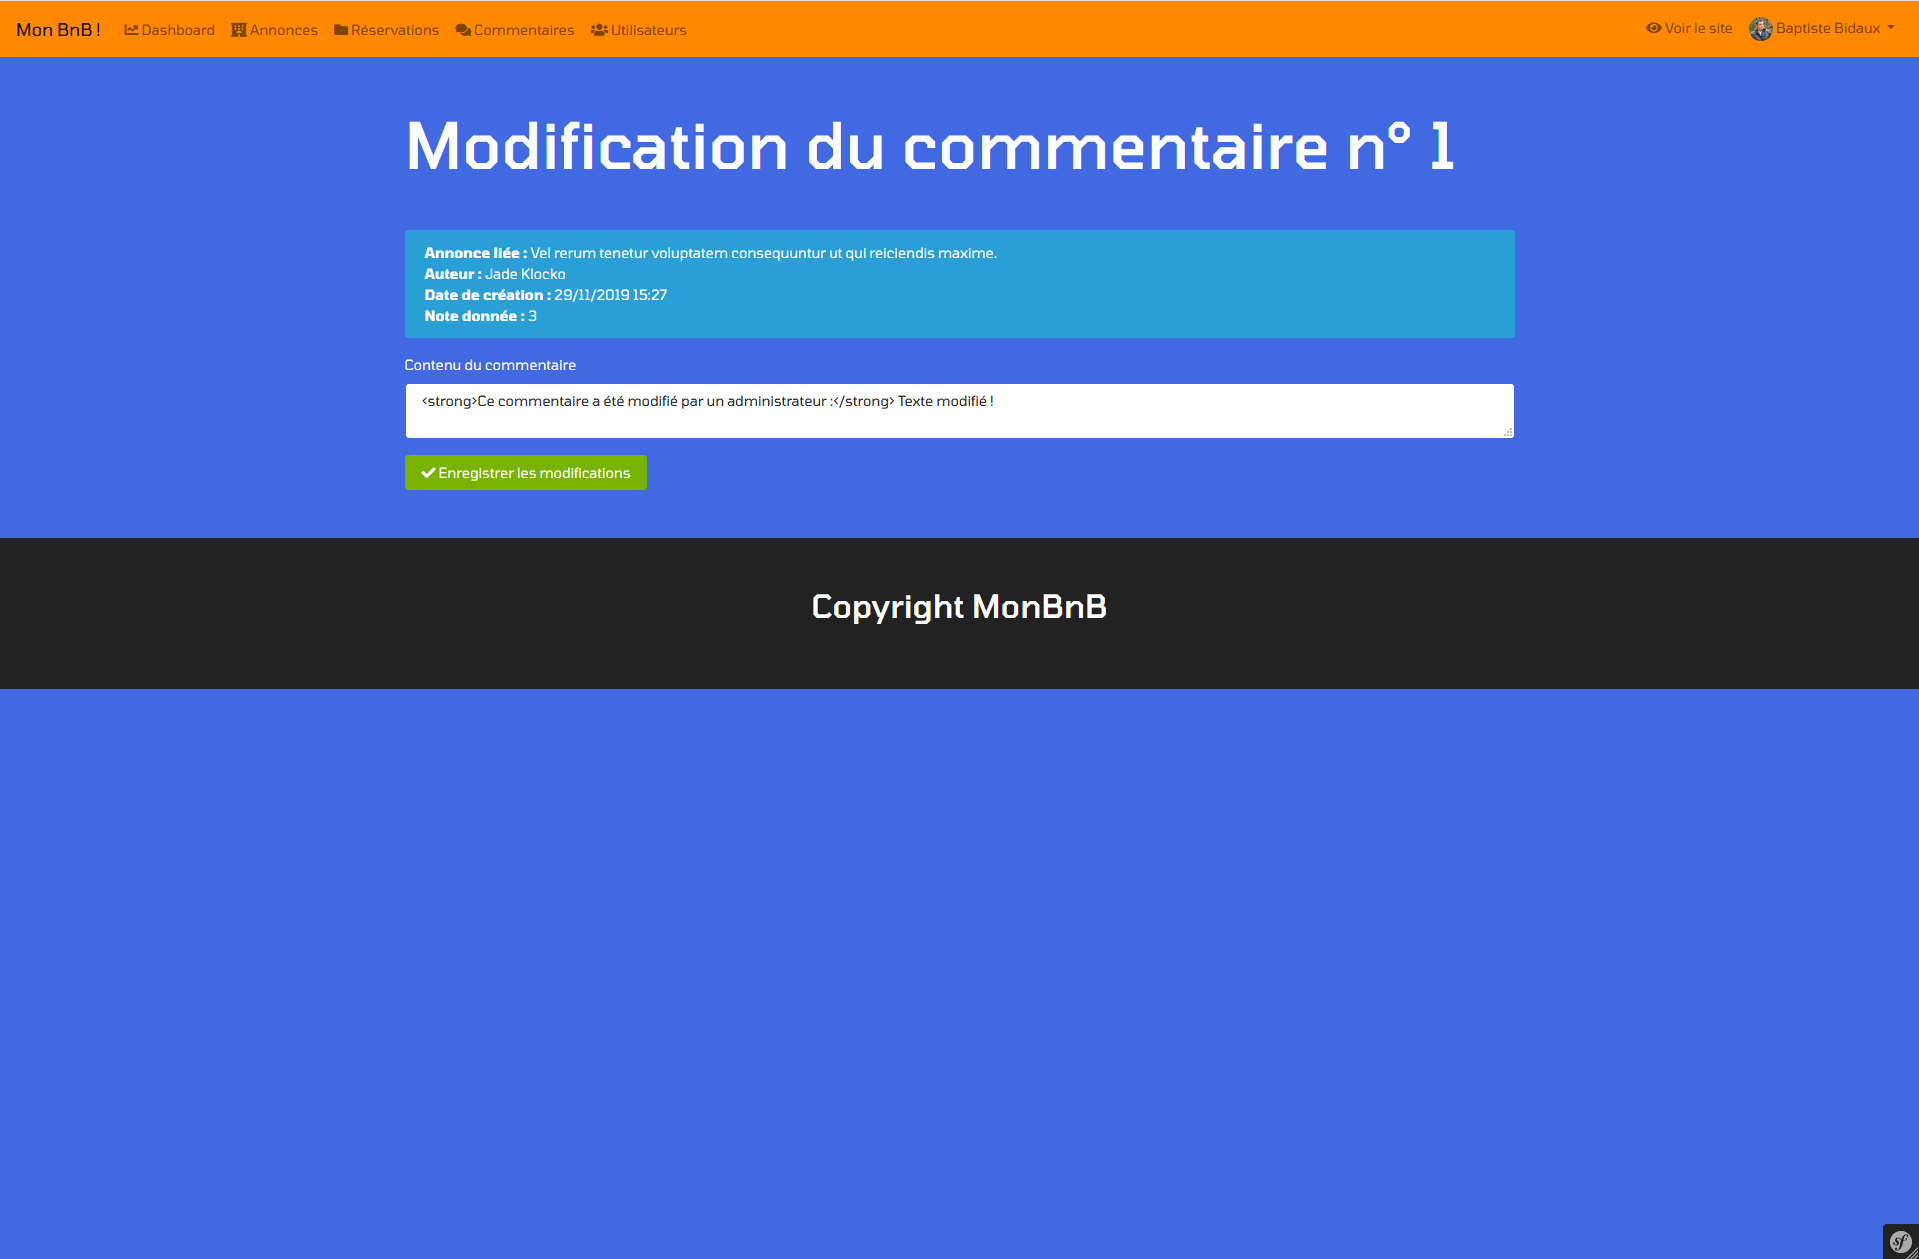 Mon BnB !
Dashboard
Annonces
Réservations
Commentaires
Utilisateurs
Voir le site
Baptiste Bidaux
Modification du commentaire n° 1
Annonce liée : Vel rerum tenetur voluptatem consequuntur ut qui reiciendis maxime.
Auteur : Jade Klocko
Date de création : 29/11/2019 15:27
Note donnée : 3
Contenu du commentaire
<strong>Ce commentaire a été modifié par un administrateur :</strong> Texte modifié !
Enregistrer les modifications
Copyright MonBnB
sf